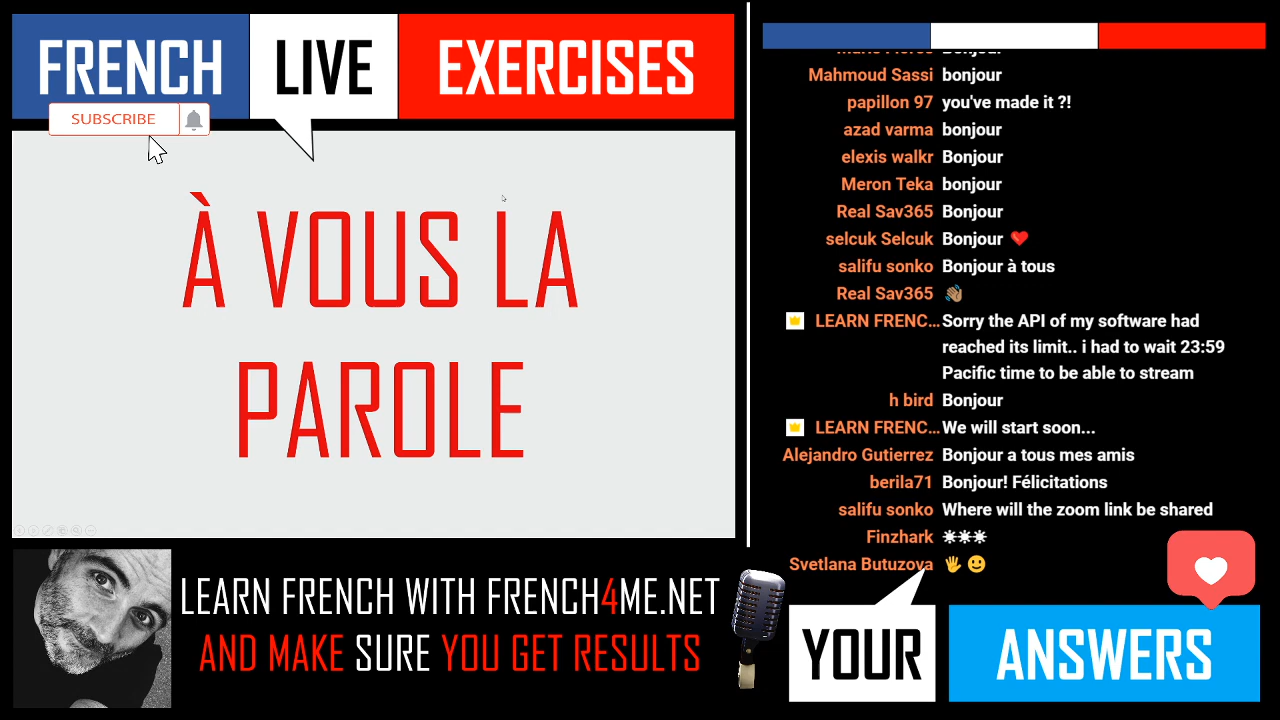 FRENCH LIVE EXERCISES
SUBSCRIBE
À VOUS LA
PAROLE
LEARN FRENCH WITH FRENCH4ME.NET
AND MAKE SURE YOU GET RESULTS
Mahmoud Sassi bonjour
papillon 97 you've made it ?!
azad varma bonjour
elexis walkr Bonjour
Meron Teka bonjour
Real Sav365 Bonjour
selcuk Selcuk Bonjour ❤️
salifu sonko Bonjour à tous
Real Sav365 👋🏽
LEARN FRENC... Sorry the API of my software had
reached its limit.. i had to wait 23:59
Pacific time to be able to stream
h bird Bonjour
LEARN FRENC... We will start soon...
Alejandro Gutierrez Bonjour a tous mes amis
berila71 Bonjour! Félicitations
salifu sonko Where will the zoom link be shared
Finzhark ☀☀☀
Svetlana Butuzova 🖐️🙂
YOUR ANSWERS